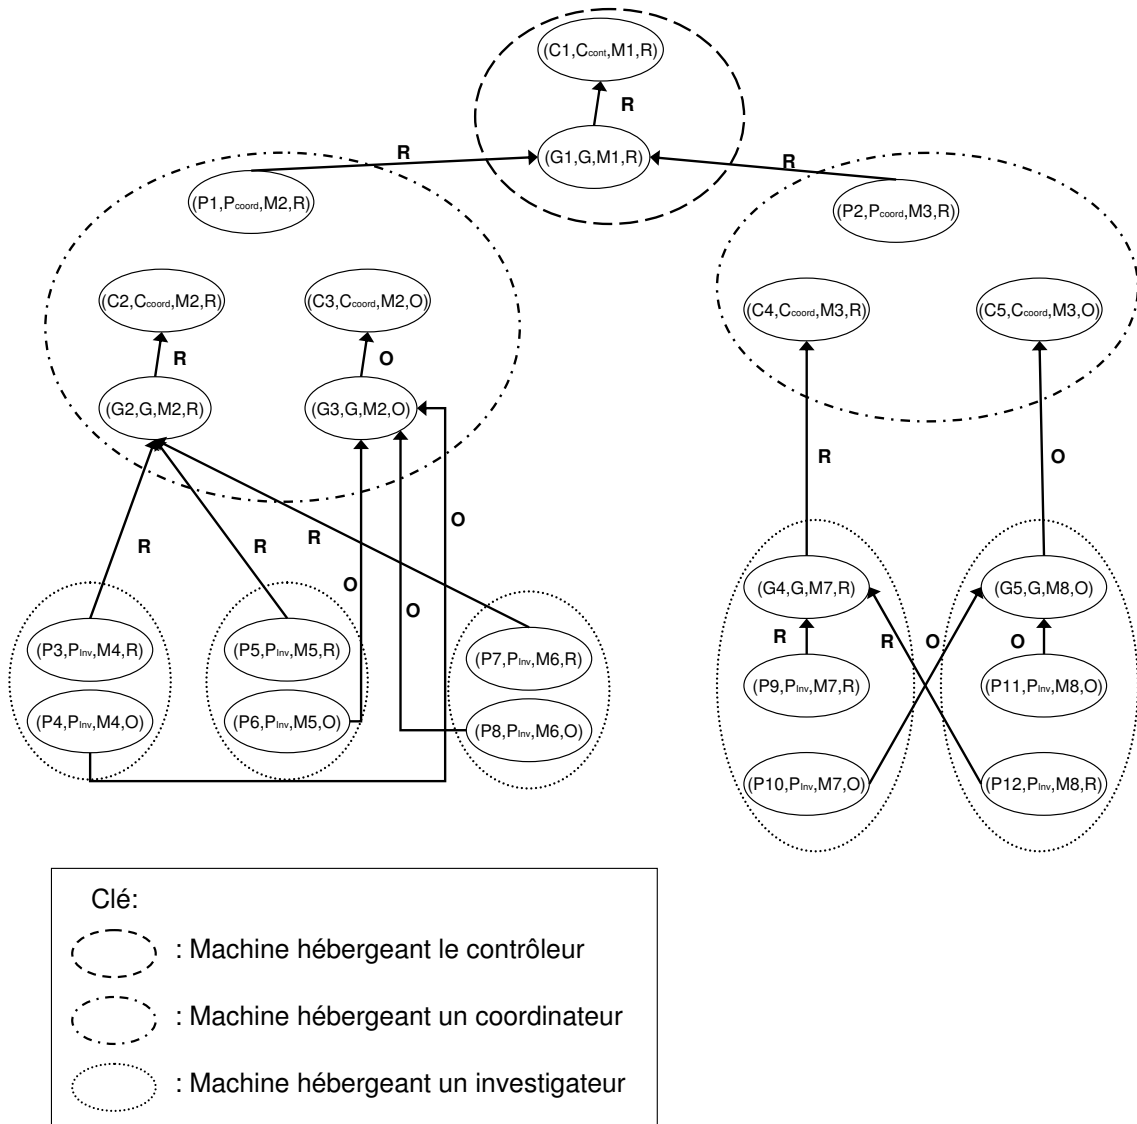 (C1,Ccont,M1,R)
R
(G1,G,M1,R)
R
R
(P1,Pcoord,M2,R)
(P2,Pcoord,M3,R)
(C2,Ccoord,M2,R)
(C3,Ccoord,M2,O)
(C4,Ccoord,M3,R)
(C5,Ccoord,M3,O)
R
O
(G2,G,M2,R)
(G3,G,M2,O)
R
O
R
R
R
O
O
O
(G4,G,M7,R)
(G5,G,M8,O)
R
R
O
O
(P3,PInv,M4,R)
(P5,PInv,M5,R)
(P7,PInv,M6,R)
(P9,PInv,M7,R)
(P11,PInv,M8,O)
(P4,PInv,M4,O)
(P6,PInv,M5,O)
(P8,PInv,M6,O)
(P10,PInv,M7,O)
(P12,PInv,M8,R)
Clé:
: Machine hébergeant le contrôleur
: Machine hébergeant un coordinateur
: Machine hébergeant un investigateur